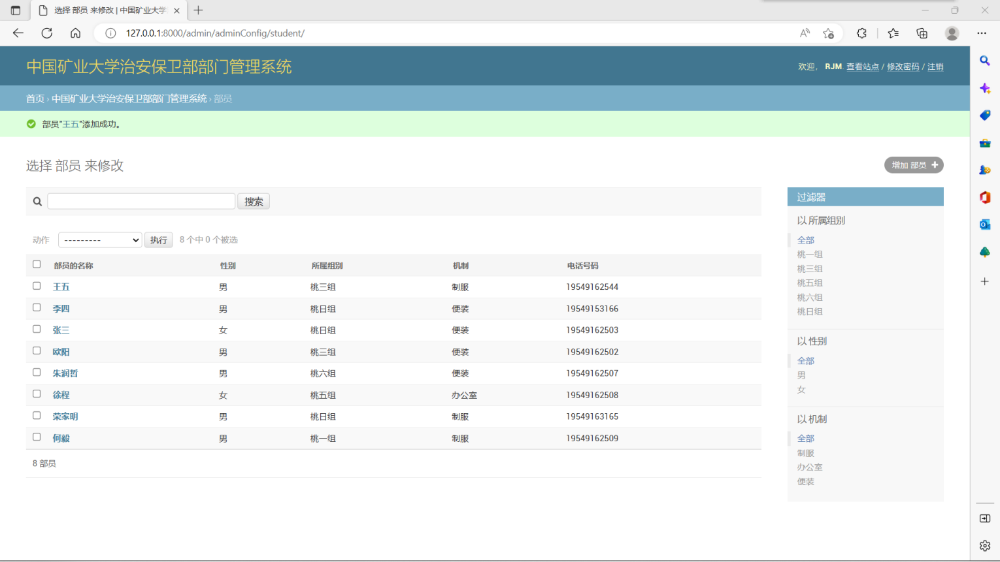 选择 部员 来修改 | 中国矿业大学
127.0.0.1:8000/admin/adminConfig/student/
中国矿业大学治安保卫部部门管理系统
欢迎， RJM. 查看站点 / 修改密码 / 注销
首页 › 中国矿业大学治安保卫部部门管理系统 › 部员
部员"王五"添加成功。
选择 部员 来修改
增加 部员 +
搜索
动作 --------- 执行 8 个中 0 个被选
部员的名称 性别 所属组别 机制 电话号码
王五 男 桃三组 制服 19549162544
李四 男 桃日组 便装 19549153166
张三 女 桃日组 便装 19549162503
欧阳 男 桃三组 便装 19549162502
朱润哲 男 桃六组 便装 19549162507
徐程 女 桃五组 办公室 19549162508
荣家明 男 桃日组 制服 19549163165
何毅 男 桃一组 制服 19549162509
8 部员
过滤器
以 所属组别
全部
桃一组
桃三组
桃五组
桃六组
桃日组
以 性别
全部
男
女
以 机制
全部
制服
办公室
便装